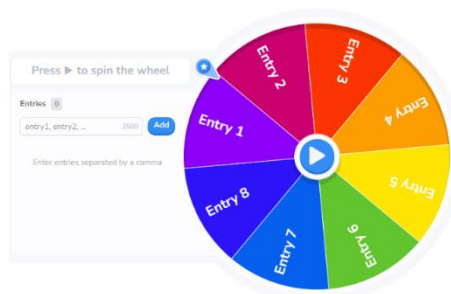 Press ▶ to spin the wheel
Entries 0
entry1, entry2, ... 2500 Add
Enter entries separated by a comma
Entry 1
Entry 2
Entry 3
Entry 4
Entry 5
Entry 6
Entry 7
Entry 8